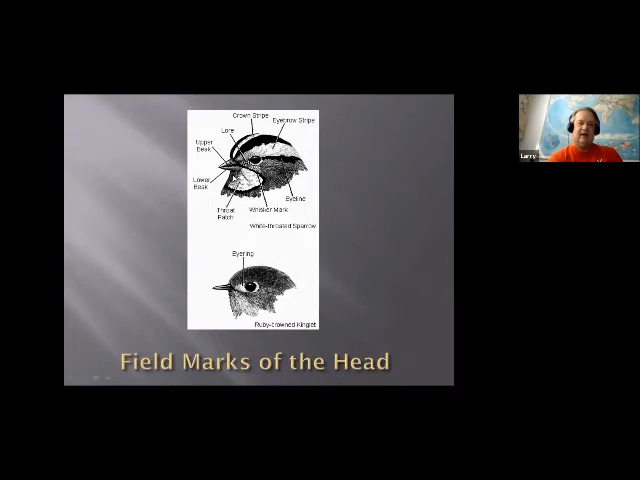 Crown Stripe
Lore
Eyebrow Stripe
Upper
Beak
Lower
Beak
Eyeline
Throat
Patch
Whisker Mark
White-throated Sparrow
Eyering
Ruby-crowned Kinglet
Field Marks of the Head
Larry